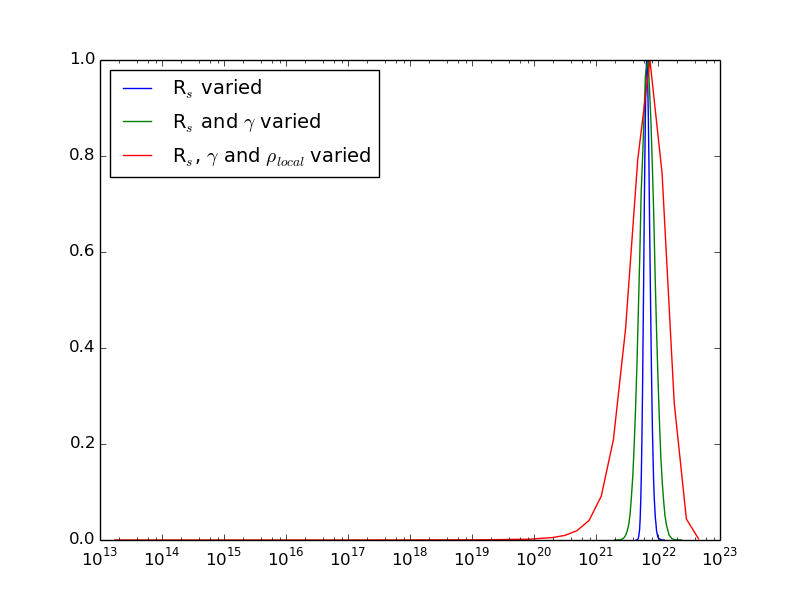 1.0
R_s varied
R_s and γ varied
R_s, γ and ρ_local varied
0.8
0.6
0.4
0.2
0.0
10^13 10^14 10^15 10^16 10^17 10^18 10^19 10^20 10^21 10^22 10^23